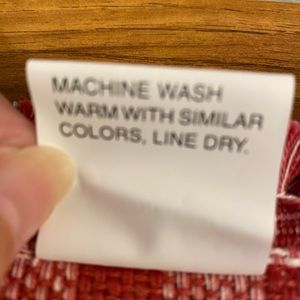 MACHINE WASH
WARM WITH SIMILAR
COLORS, LINE DRY.